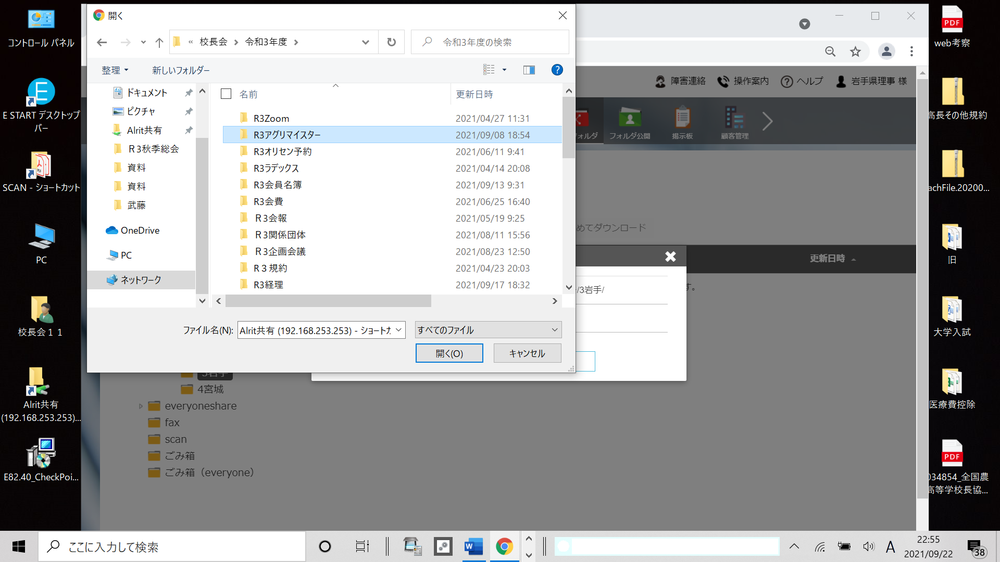 コントロール パネル
E START デスクトップ
バー
SCAN - ショートカット
PC
校長会１１
Alrit共有
(192.168.253.253)...
E82.40_CheckPoi...
開く
« 校長会 › 令和3年度 ›
令和3年度の検索
整理
新しいフォルダー
ドキュメント
ピクチャ
Alrit共有
Ｒ3秋季総会
資料
資料
武藤
OneDrive
PC
ネットワーク
名前
更新日時
R3Zoom 2021/04/27 11:31
R3アグリマイスター 2021/09/08 18:54
R3オリセン予約 2021/06/11 9:41
R3ラデックス 2021/04/14 20:08
R3会員名簿 2021/09/13 9:31
R3会費 2021/06/25 16:40
Ｒ3会報 2021/05/19 9:25
Ｒ3関係団体 2021/08/11 15:56
Ｒ3企画会議 2021/08/23 12:50
R３規約 2021/04/23 20:03
R3経理 2021/09/17 18:32
ファイル名(N):
Alrit共有 (192.168.253.253) - ショートカ
すべてのファイル
開く(O)
キャンセル
障害連絡
操作案内
ヘルプ
岩手県理事 様
ォルダ
フォルダ公開
掲示板
顧客管理
めてダウンロード
更新日時
/3岩手/
す。
3岩手
4宮城
everyoneshare
fax
scan
ごみ箱
ごみ箱（everyone）
web考察
高長その他規約
achFile.20200...
旧
大学入試
医療費控除
034854_全国農
高等学校長協...
ここに入力して検索
A
22:55
2021/09/22
38